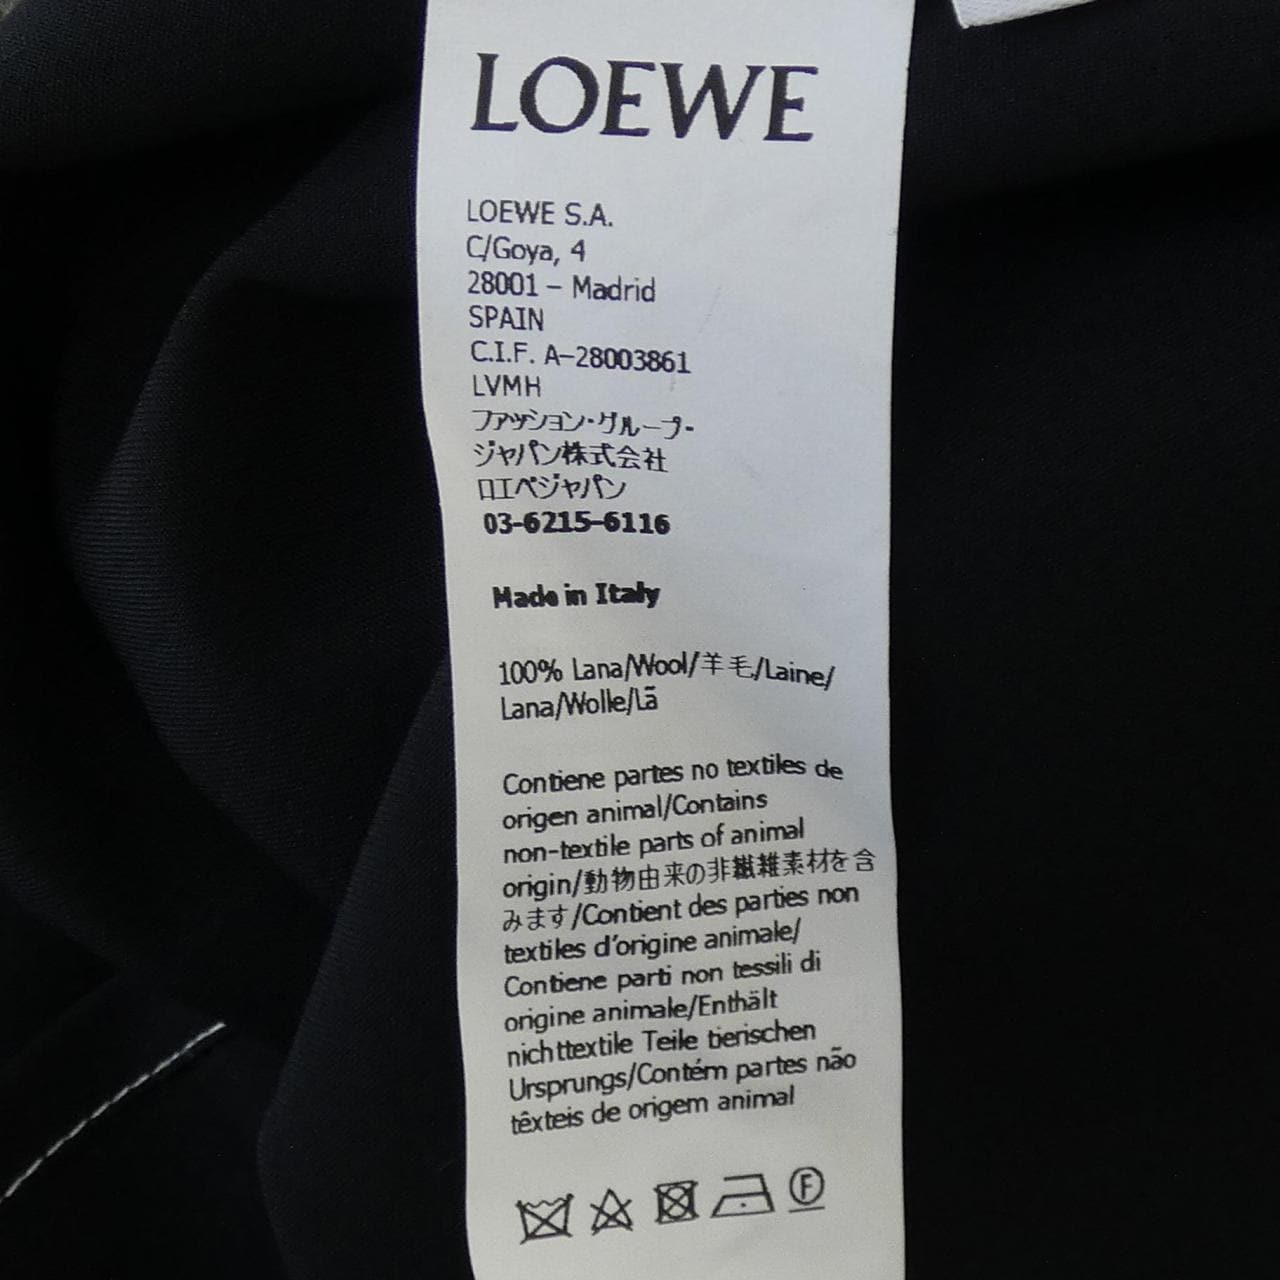 LOEWE
LOEWE S.A.
C/Goya, 4
28001 – Madrid
SPAIN
C.I.F. A-28003861
LVMH
ファッション・グループ・
ジャパン株式会社
ロエベジャパン
03-6215-6116
Made in Italy
100% Lana/Wool/羊毛/Laine/
Lana/Wolle/Lã
Contiene partes no textiles de
origen animal/Contains
non-textile parts of animal
origin/動物由来の非繊維素材を含
みます/Contient des parties non
textiles d'origine animale/
Contiene parti non tessili di
origine animale/Enthält
nichttextile Teile tierischen
Ursprungs/Contém partes não
têxteis de origem animal
F